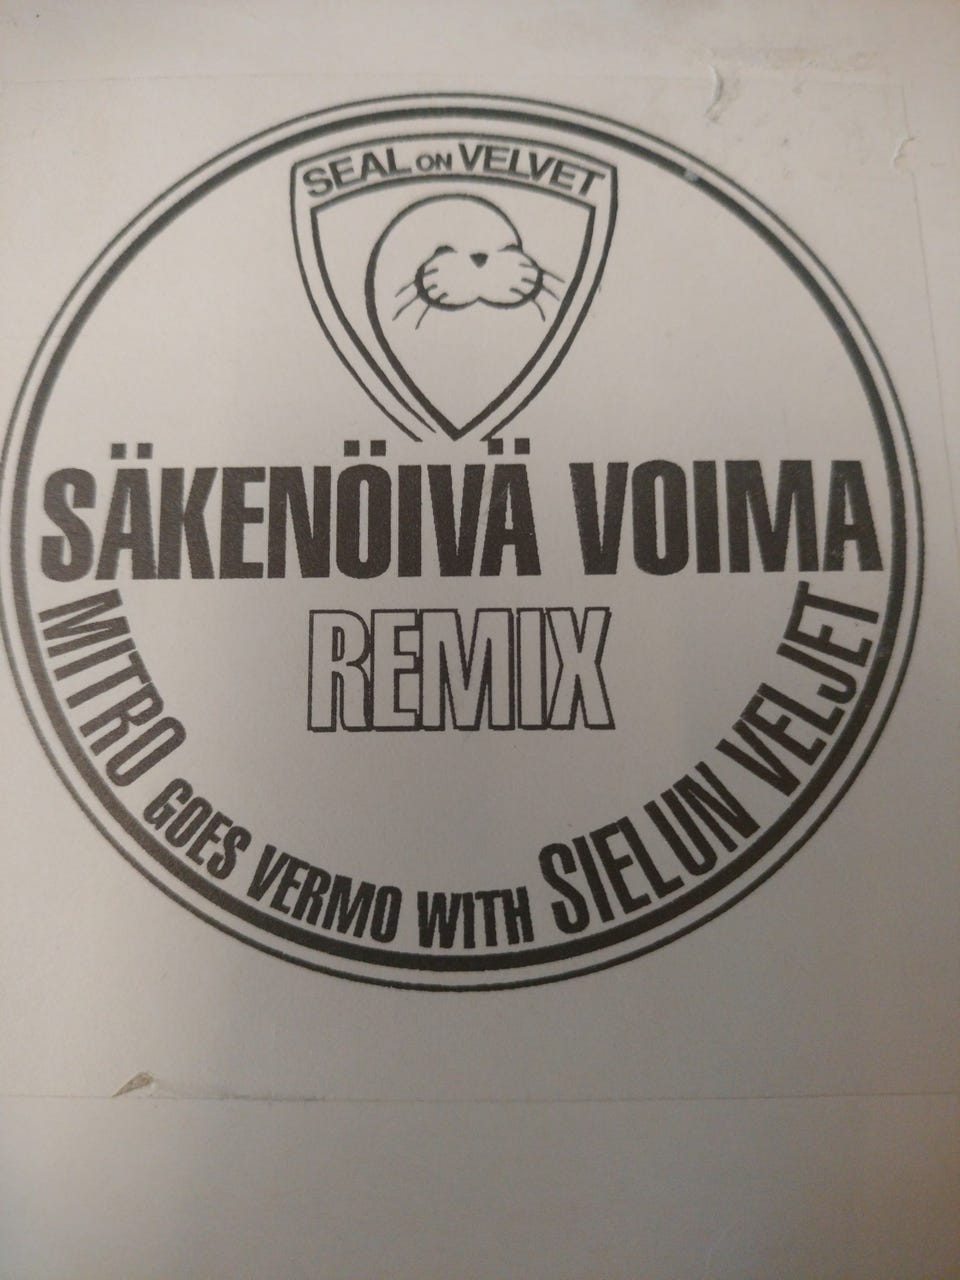 SEAL ON VELVET
SÄKENÖIVÄ VOIMA
REMIX
MITRO GOES VERMO WITH SIELUN VELJET